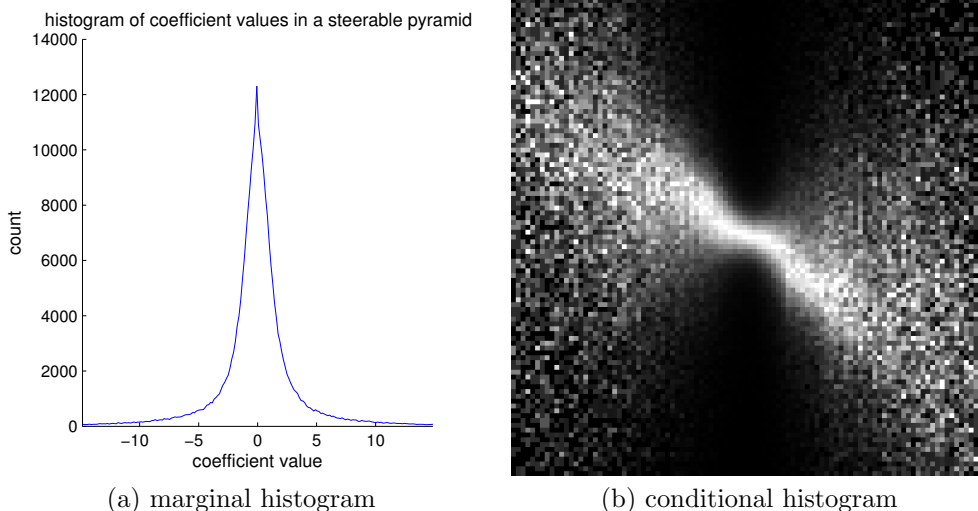 histogram of coefficient values in a steerable pyramid
14000
12000
10000
8000
6000
4000
2000
0
count
−10 −5 0 5 10
coefficient value
(a) marginal histogram
(b) conditional histogram